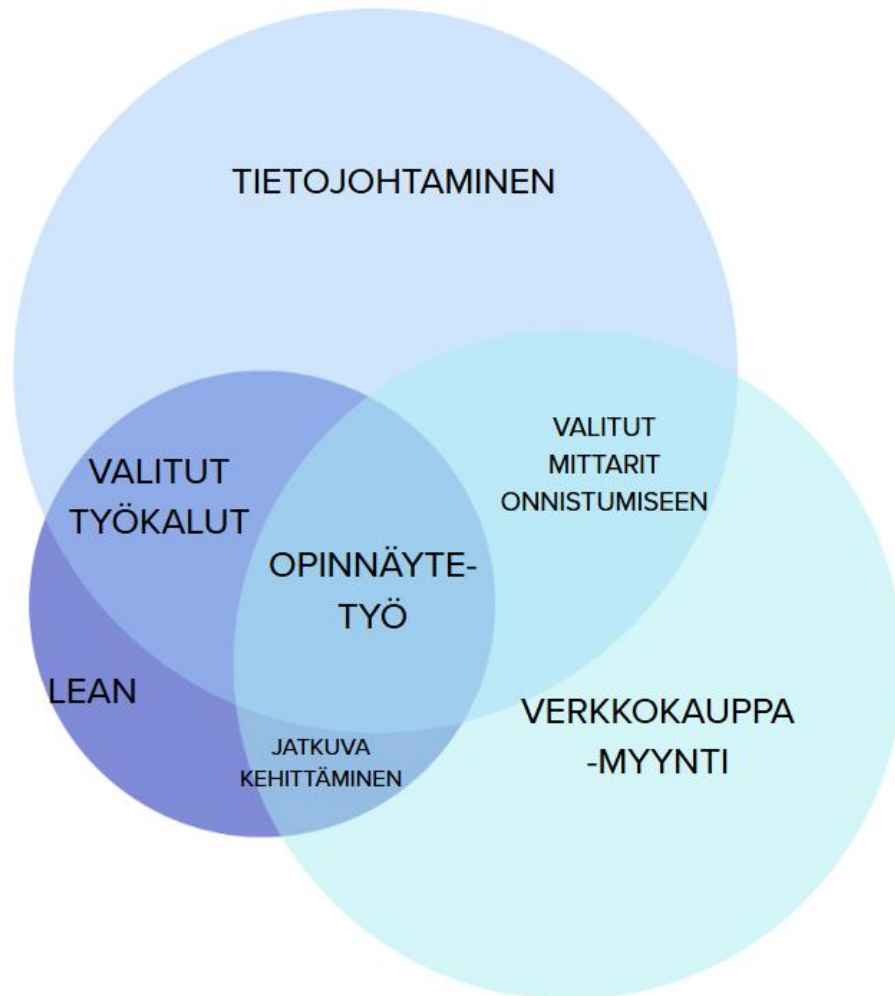 TIETOJOHTAMINEN
VALITUT
MITTARIT
ONNISTUMISEEN
VALITUT
TYÖKALUT
OPINNÄYTE-
TYÖ
LEAN
VERKKOKAUPPA
-MYYNTI
JATKUVA
KEHITTÄMINEN